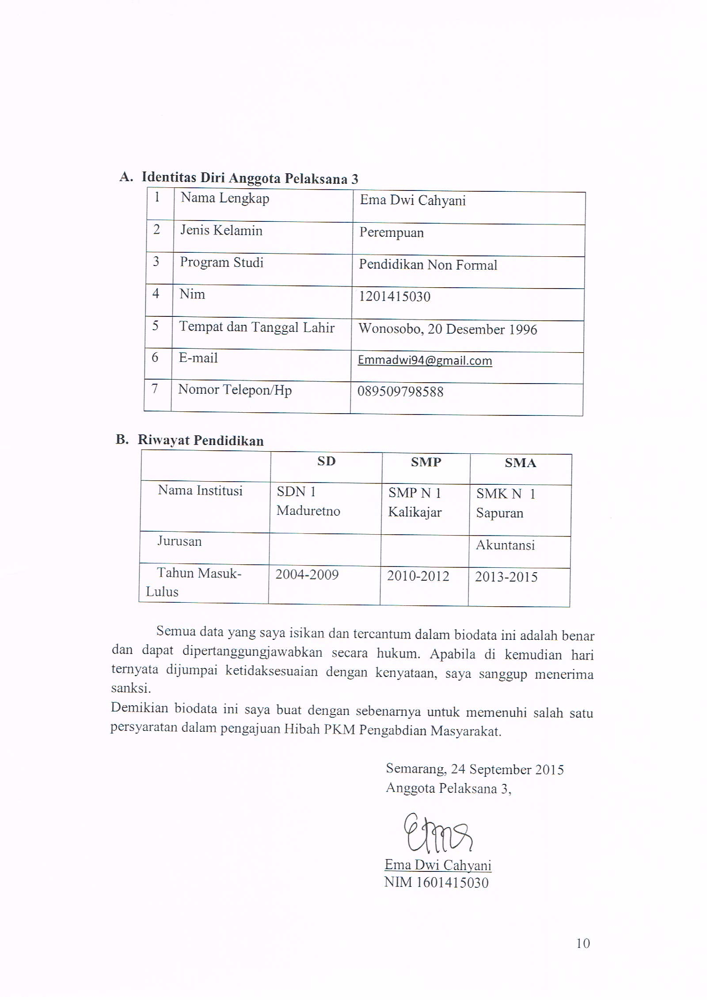 A. Identitas Diri Anggota Pelaksana 3
1 Nama Lengkap Ema Dwi Cahyani
2 Jenis Kelamin Perempuan
3 Program Studi Pendidikan Non Formal
4 Nim 1201415030
5 Tempat dan Tanggal Lahir Wonosobo, 20 Desember 1996
6 E-mail Emmadwi94@gmail.com
7 Nomor Telepon/Hp 089509798588
B. Riwayat Pendidikan
SD SMP SMA
Nama Institusi SDN 1 SMP N 1 SMK N 1
Maduretno Kalikajar Sapuran
Jurusan Akuntansi
Tahun Masuk- 2004-2009 2010-2012 2013-2015
Lulus
Semua data yang saya isikan dan tercantum dalam biodata ini adalah benar
dan dapat dipertanggungjawabkan secara hukum. Apabila di kemudian hari
ternyata dijumpai ketidaksesuaian dengan kenyataan, saya sanggup menerima
sanksi.
Demikian biodata ini saya buat dengan sebenarnya untuk memenuhi salah satu
persyaratan dalam pengajuan Hibah PKM Pengabdian Masyarakat.
Semarang, 24 September 2015
Anggota Pelaksana 3,
Ema
Ema Dwi Cahyani
NIM 1601415030
10